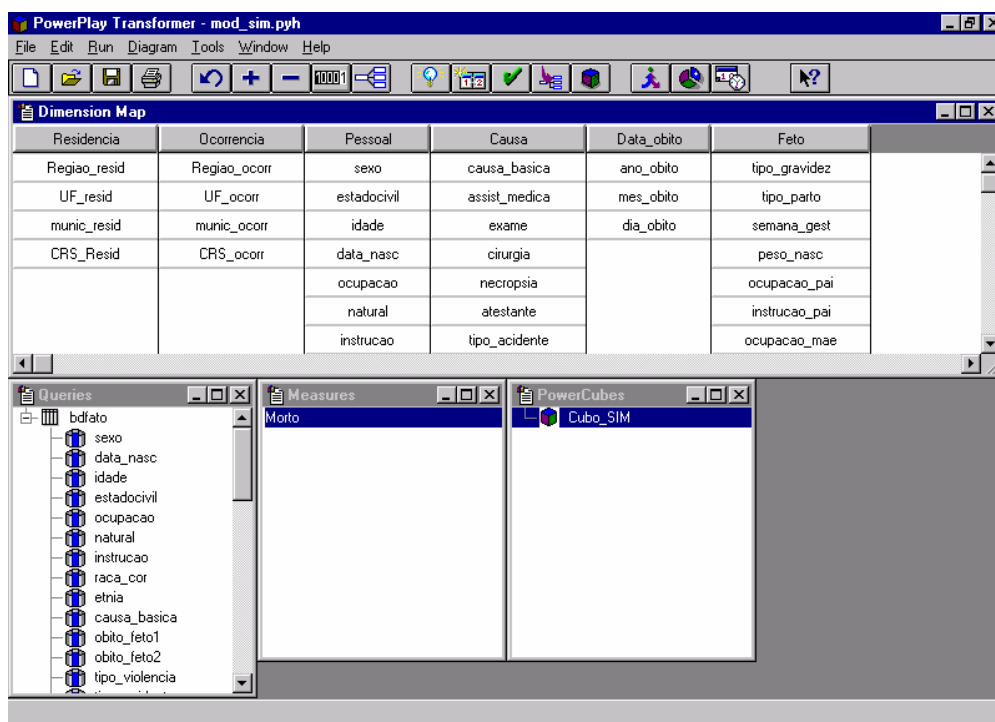 PowerPlay Transformer - mod_sim.pyh
File Edit Run Diagram Tools Window Help
Dimension Map
Residencia Ocorrencia Pessoal Causa Data_obito Feto
Regiao_resid Regiao_ocorr sexo causa_basica ano_obito tipo_gravidez
UF_resid UF_ocorr estadocivil assist_medica mes_obito tipo_parto
munic_resid munic_ocorr idade exame dia_obito semana_gest
CRS_Resid CRS_ocorr data_nasc cirurgia peso_nasc
ocupacao necropsia ocupacao_pai
natural atestante instrucao_pai
instrucao tipo_acidente ocupacao_mae
Queries
bdfato
sexo
data_nasc
idade
estadocivil
ocupacao
natural
instrucao
raca_cor
etnia
causa_basica
obito_feto1
obito_feto2
tipo_violencia
Measures
Morto
PowerCubes
Cubo_SIM